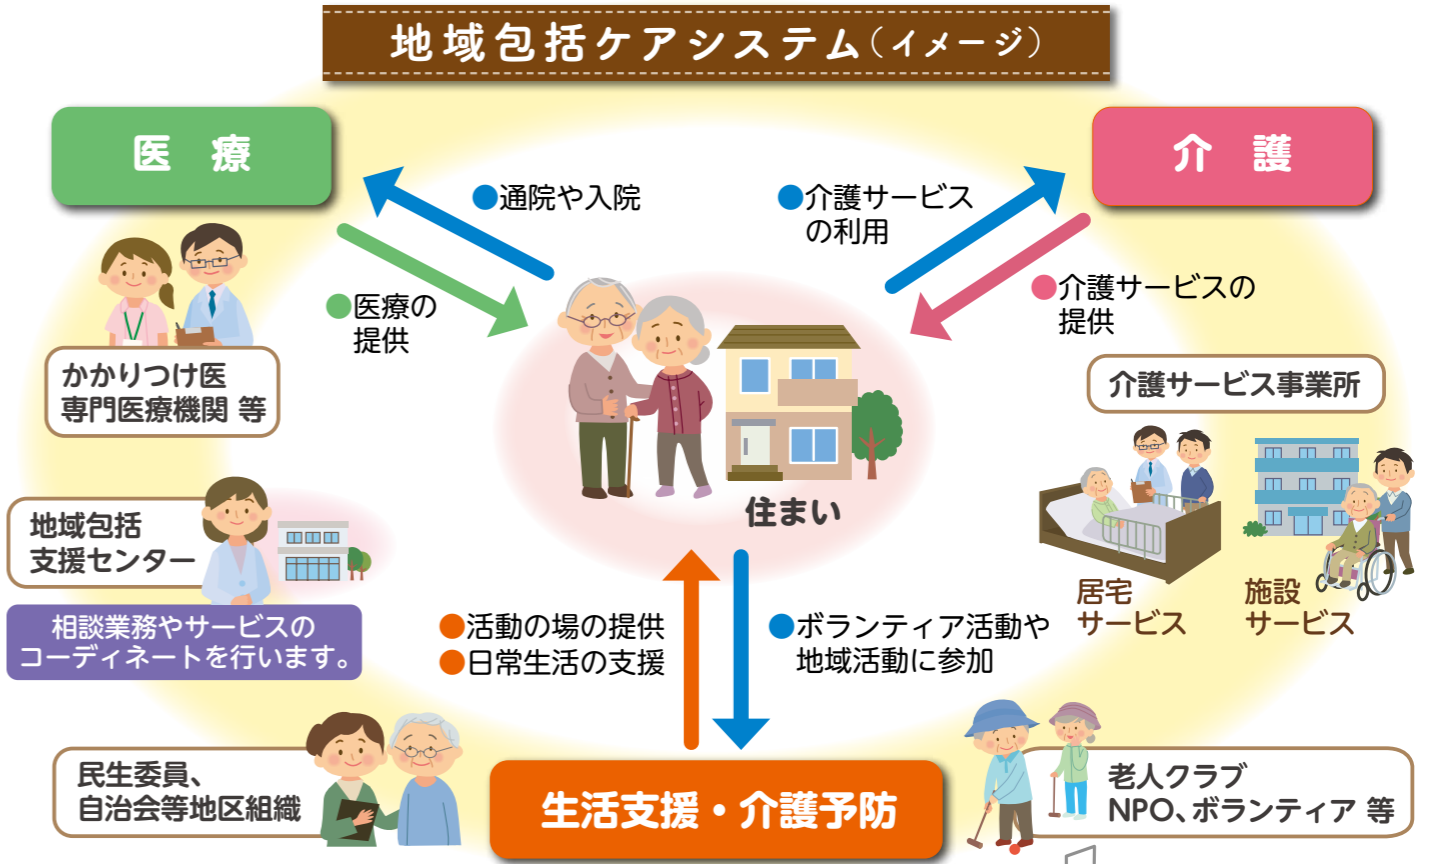 地域包括ケアシステム（イメージ）
医　療
介　護
●通院や入院
●介護サービス
の利用
●医療の
提供
●介護サービスの
提供
かかりつけ医
専門医療機関 等
介護サービス事業所
住まい
地域包括
支援センター
相談業務やサービスの
コーディネートを行います。
居宅
サービス
施設
サービス
●活動の場の提供
●日常生活の支援
●ボランティア活動や
地域活動に参加
民生委員、
自治会等地区組織
生活支援・介護予防
老人クラブ
NPO、ボランティア 等